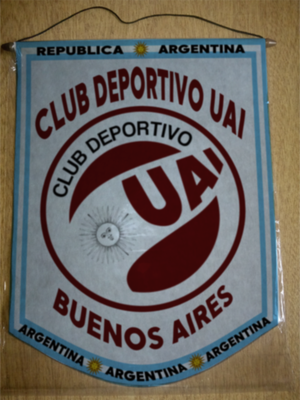 REPUBLICA ARGENTINA
CLUB DEPORTIVO UAI
CLUB DEPORTIVO
UAI
BUENOS AIRES
ARGENTINA ARGENTINA ARGENTINA